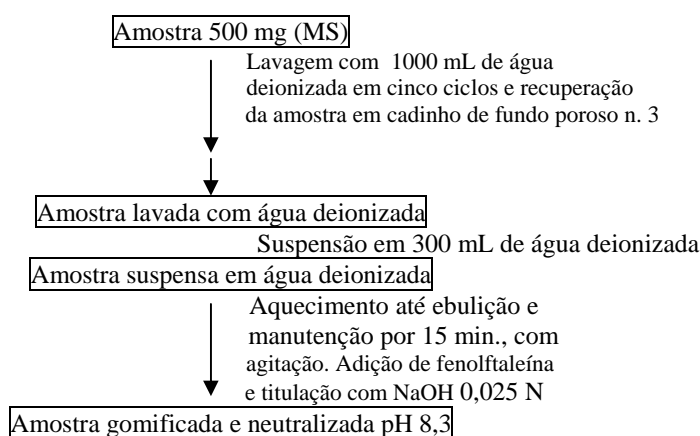 Amostra 500 mg (MS)
Lavagem com 1000 mL de água
deionizada em cinco ciclos e recuperação
da amostra em cadinho de fundo poroso n. 3
Amostra lavada com água deionizada
Suspensão em 300 mL de água deionizada
Amostra suspensa em água deionizada
Aquecimento até ebulição e
manutenção por 15 min., com
agitação. Adição de fenolftaleína
e titulação com NaOH 0,025 N
Amostra gomificada e neutralizada pH 8,3